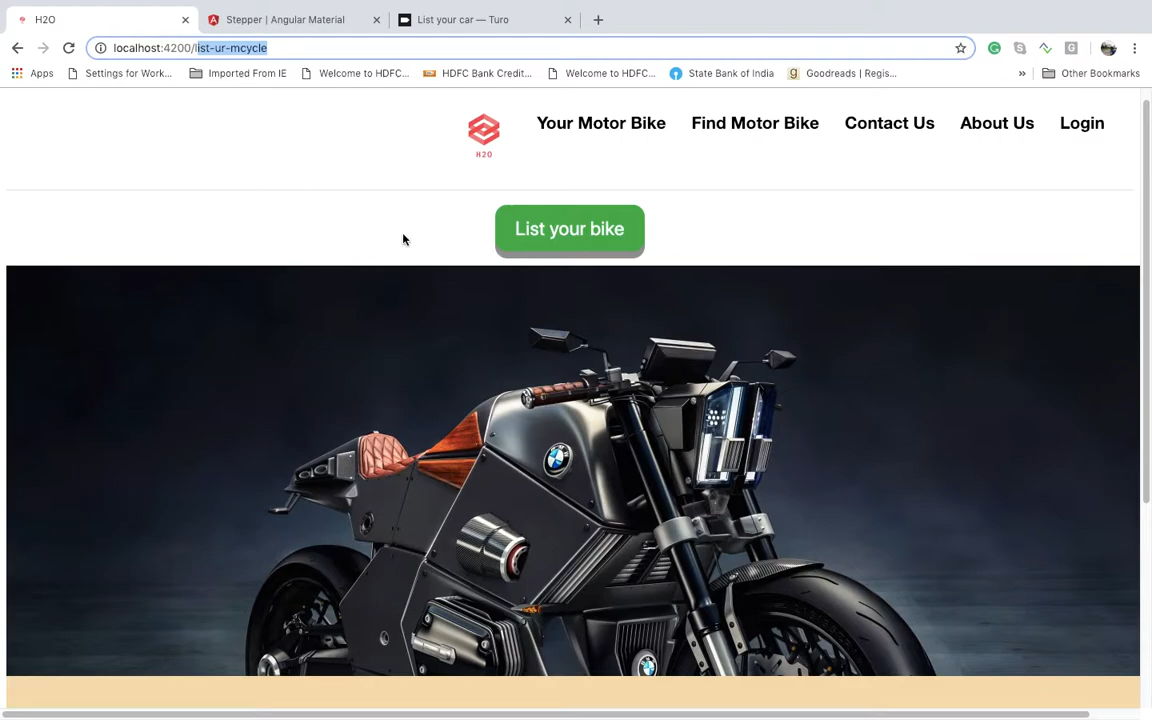 H2O
Stepper | Angular Material
List your car — Turo
localhost:4200/list-ur-mcycle
Apps
Settings for Work...
Imported From IE
Welcome to HDFC...
HDFC Bank Credit...
Welcome to HDFC...
State Bank of India
Goodreads | Regis...
»
Other Bookmarks
H2O
Your Motor Bike
Find Motor Bike
Contact Us
About Us
Login
List your bike